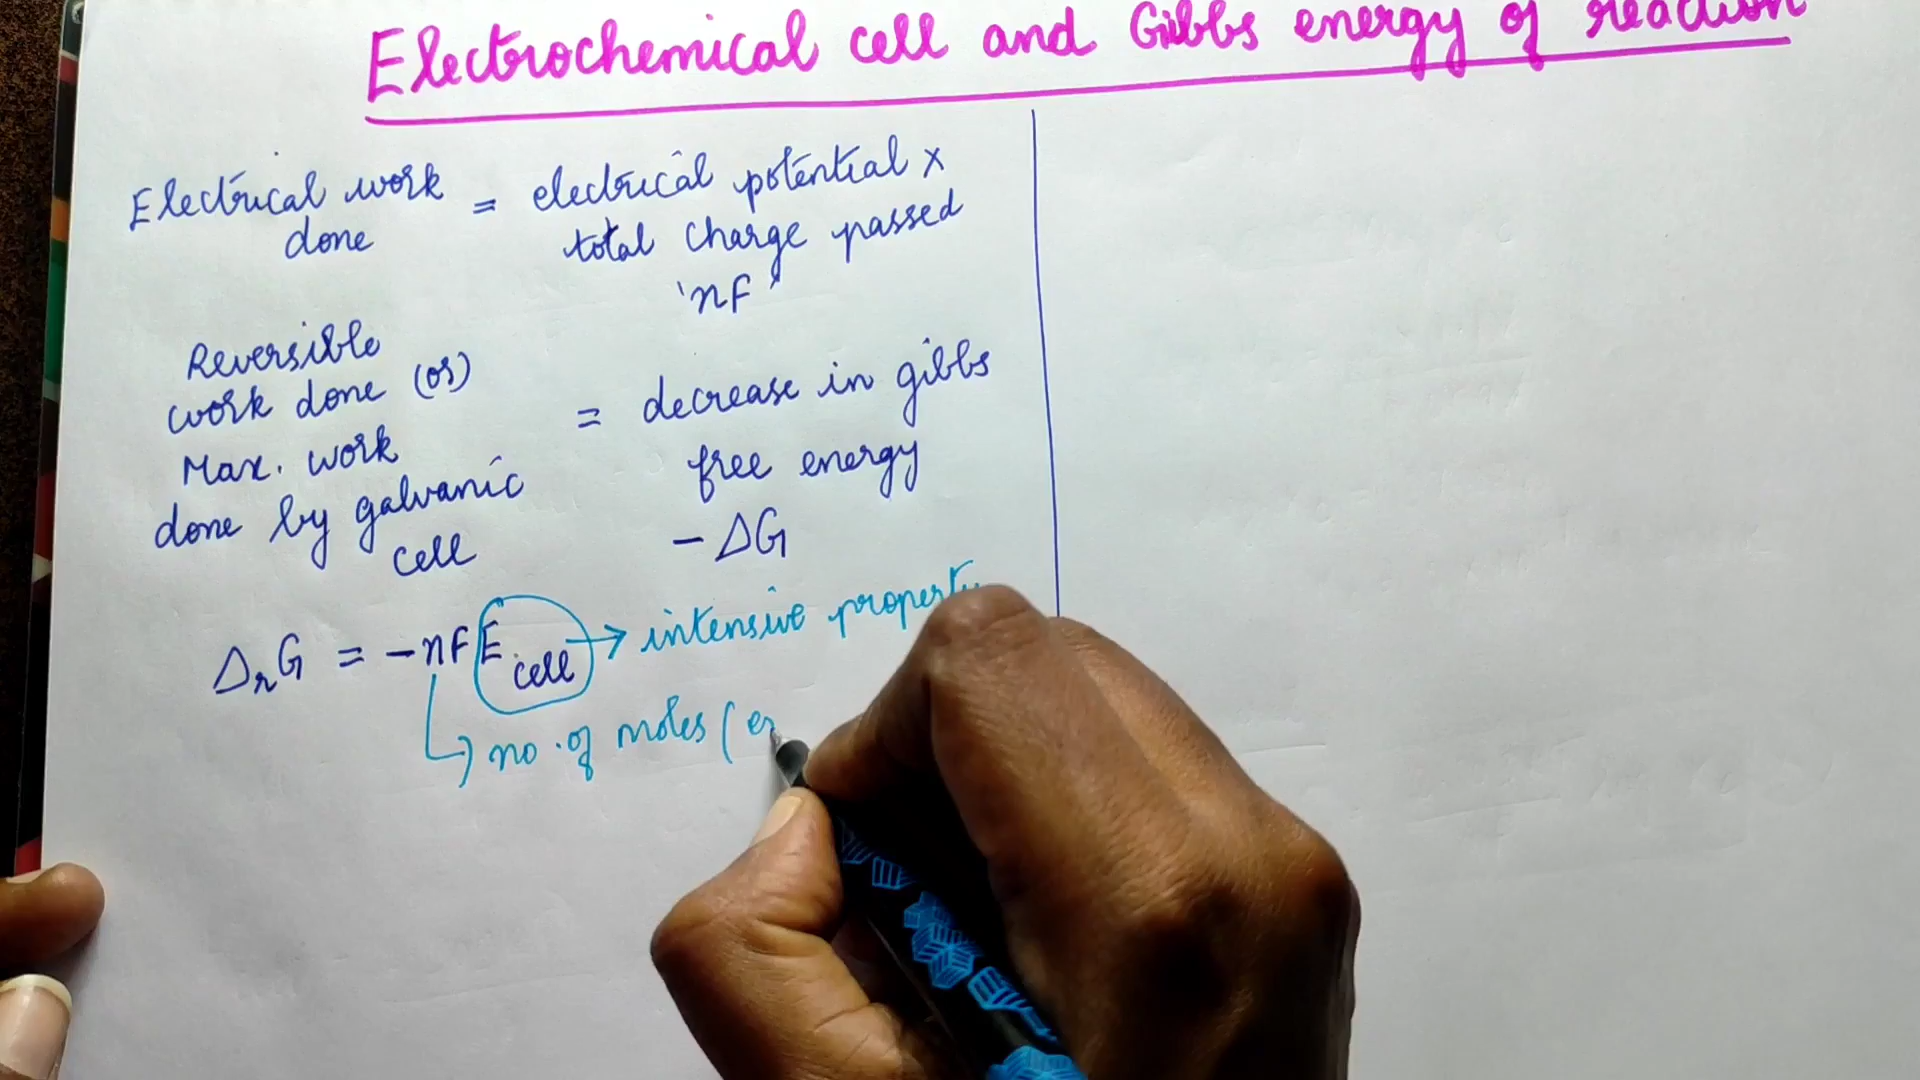 Electrochemical cell and Gibbs energy of reaction
Electrical work = electrical potential x
done total charge passed
'nF'
Reversible
work done (or)
Max. work = decrease in gibbs
done by galvanic free energy
cell - ΔG
ΔrG = -nFE cell → intensive property
no. of moles (